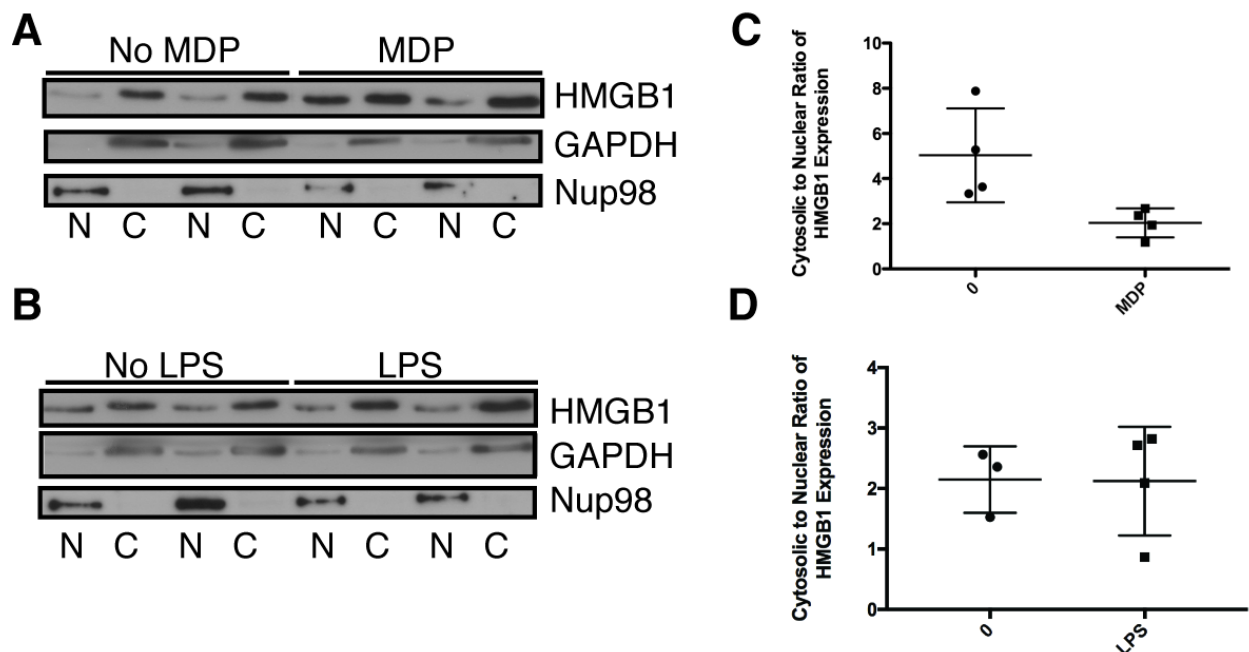 A
No MDP MDP
HMGB1
GAPDH
Nup98
N C N C N C N C
B
No LPS LPS
HMGB1
GAPDH
Nup98
N C N C N C N C
C
Cytosolic to Nuclear Ratio of
HMGB1 Expression
10
8
6
4
2
0
0 MDP
D
Cytosolic to Nuclear Ratio of
HMGB1 Expression
4
3
2
1
0
0 LPS